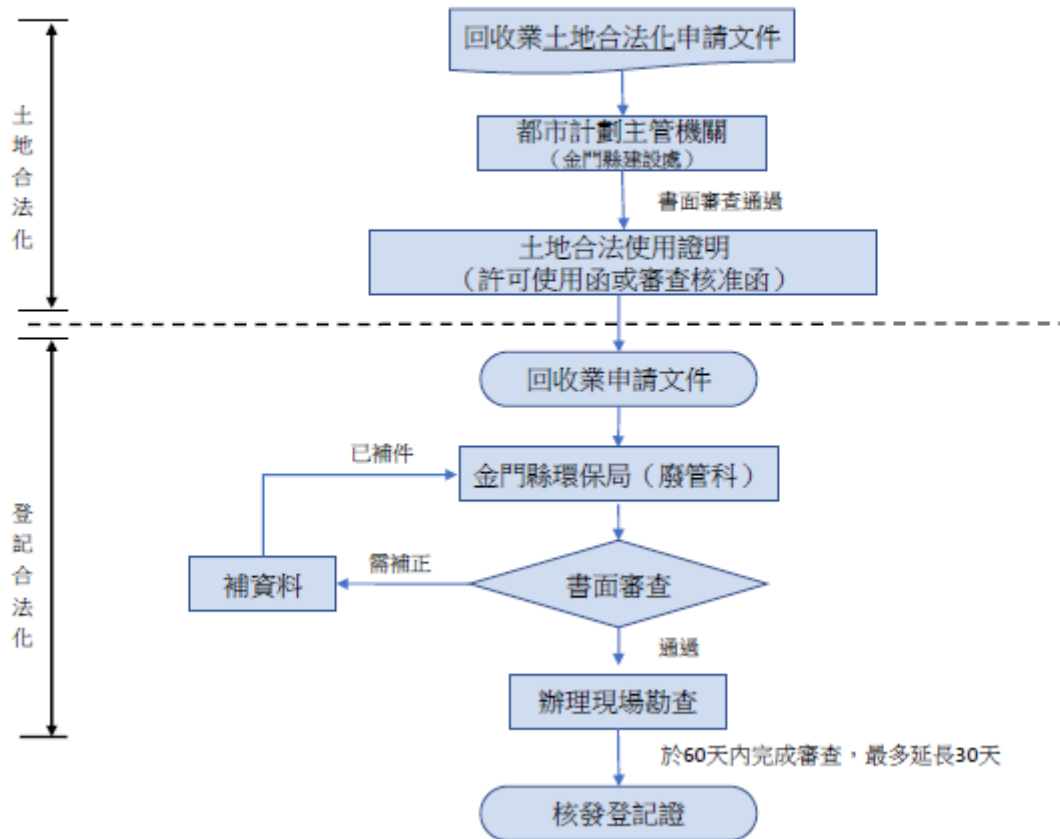 回收業土地合法化申請文件
都市計劃主管機關
（金門縣建設處）
書面審查通過
土地合法使用證明
（許可使用函或審查核准函）
土地合法化
回收業申請文件
已補件
金門縣環保局（廢管科）
需補正
補資料
書面審查
通過
辦理現場勘查
登記合法化
於60天內完成審查，最多延長30天
核發登記證